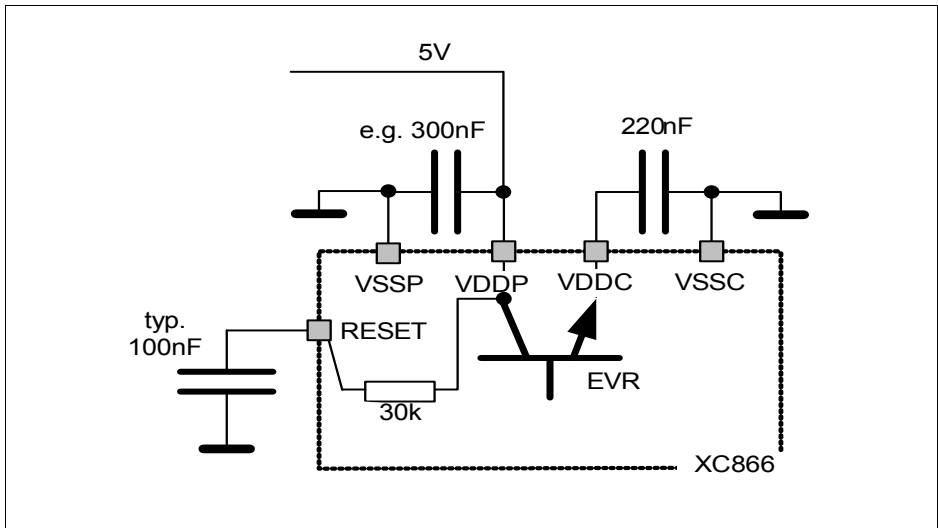 5V
e.g. 300nF
220nF
VSSP
VDDP
VDDC
VSSC
typ.
100nF
RESET
EVR
30k
XC866